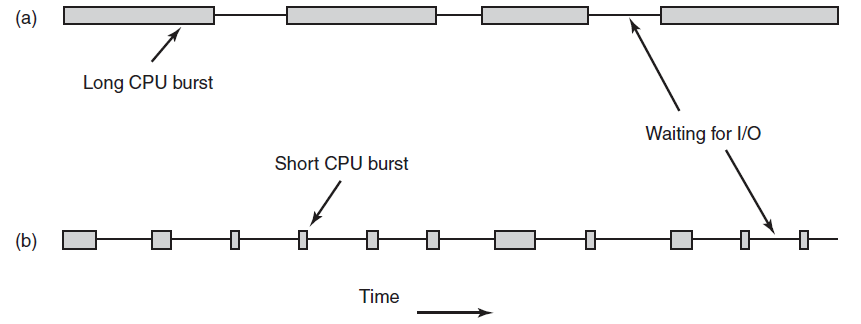 (a)
Long CPU burst
Waiting for I/O
Short CPU burst
(b)
Time